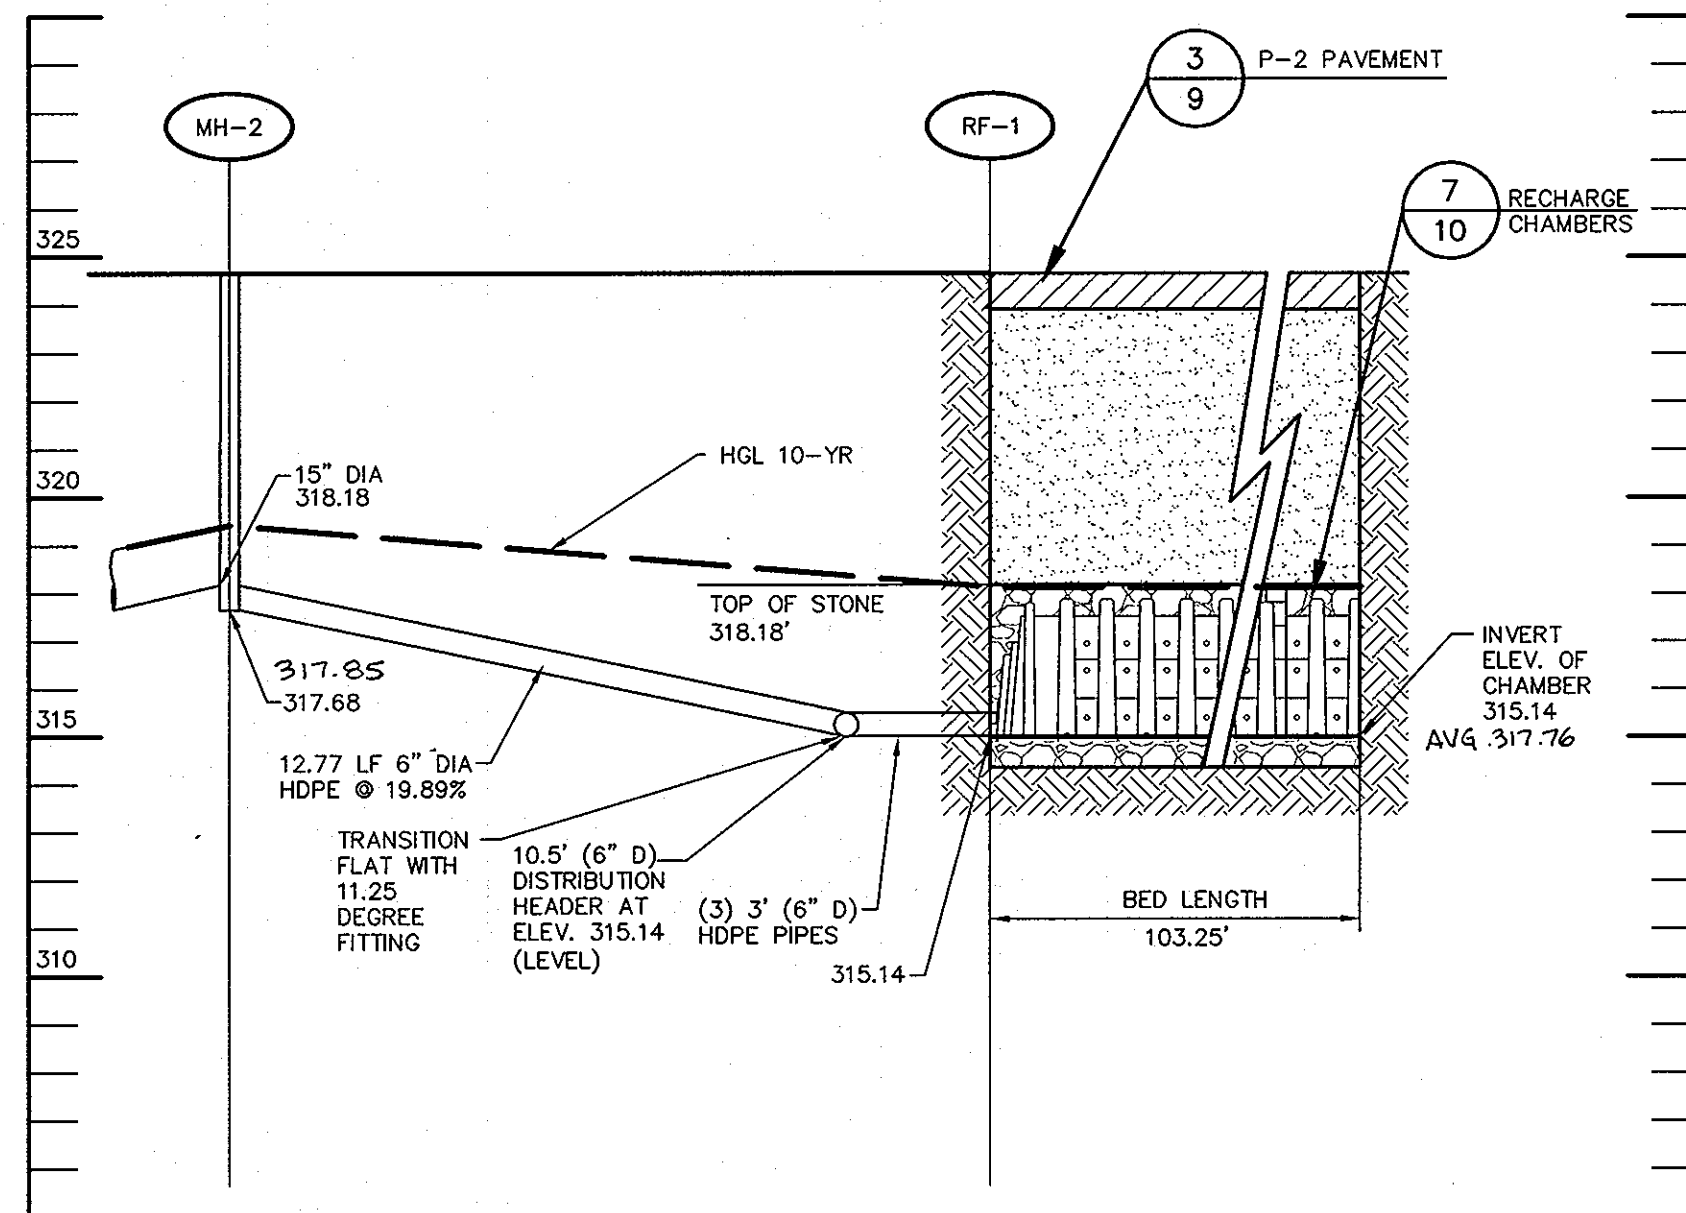 3
9
P-2 PAVEMENT
MH-2
RF-1
7
10
RECHARGE
CHAMBERS
325
320
315
310
15" DIA
318.18
HGL 10-YR
TOP OF STONE
318.18'
317.85
317.68
INVERT
ELEV. OF
CHAMBER
315.14
AVG 317.76
12.77 LF 6" DIA
HDPE @ 19.89%
TRANSITION
FLAT WITH
11.25
DEGREE
FITTING
10.5' (6" D)
DISTRIBUTION
HEADER AT
ELEV. 315.14
(LEVEL)
(3) 3' (6" D)
HDPE PIPES
315.14
BED LENGTH
103.25'